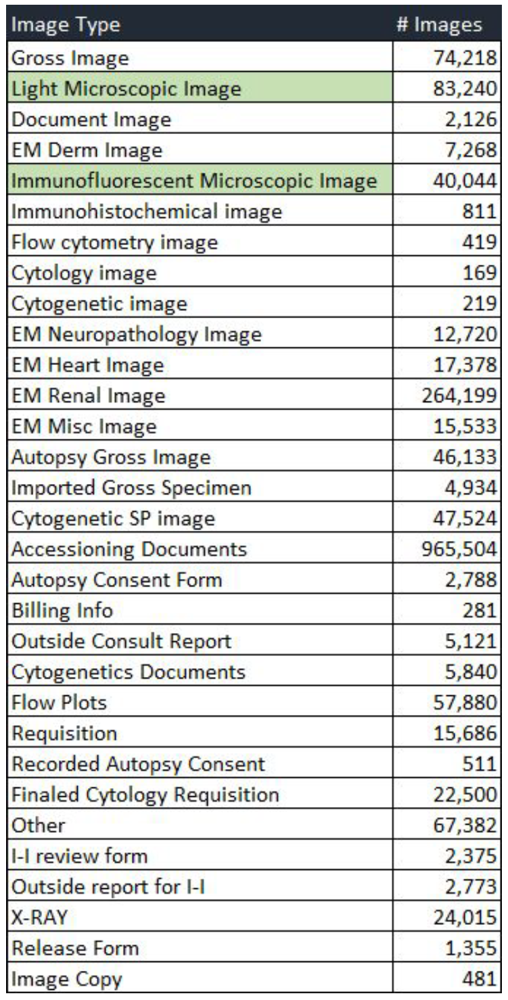 Image Type # Images
Gross Image 74,218
Light Microscopic Image 83,240
Document Image 2,126
EM Derm Image 7,268
Immunofluorescent Microscopic Image 40,044
Immunohistochemical image 811
Flow cytometry image 419
Cytology image 169
Cytogenetic image 219
EM Neuropathology Image 12,720
EM Heart Image 17,378
EM Renal Image 264,199
EM Misc Image 15,533
Autopsy Gross Image 46,133
Imported Gross Specimen 4,934
Cytogenetic SP image 47,524
Accessioning Documents 965,504
Autopsy Consent Form 2,788
Billing Info 281
Outside Consult Report 5,121
Cytogenetics Documents 5,840
Flow Plots 57,880
Requisition 15,686
Recorded Autopsy Consent 511
Finaled Cytology Requisition 22,500
Other 67,382
I-I review form 2,375
Outside report for I-I 2,773
X-RAY 24,015
Release Form 1,355
Image Copy 481